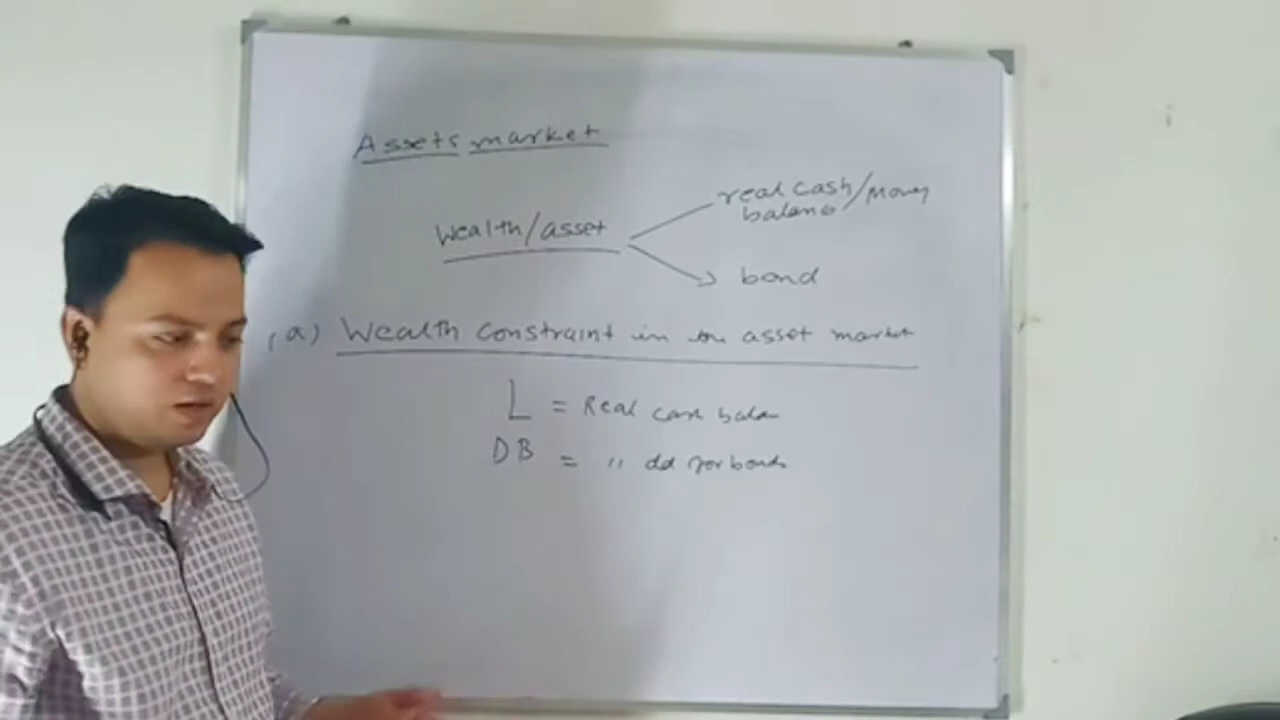 Assets market
Wealth/asset
real cash/Money
balance
bond
(a) Wealth constraint in the asset market
L = Real cash balan
DB = " dd for bonds